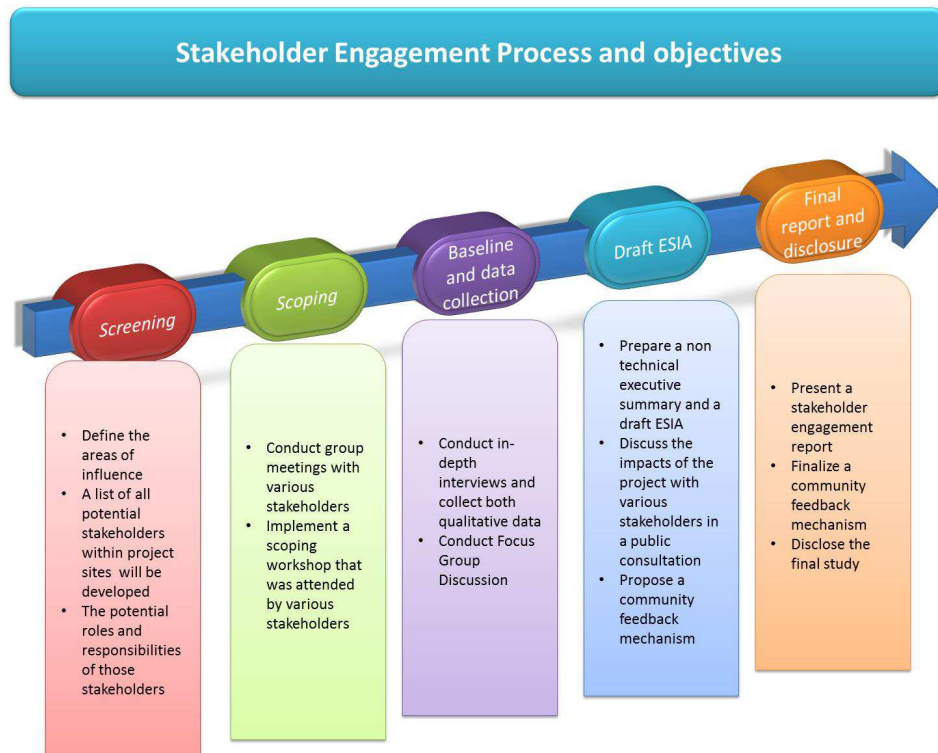 Stakeholder Engagement Process and objectives
Screening
Scoping
Baseline
and data
collection
Draft ESIA
Final
report and
disclosure
• Define the
areas of
influence
• A list of all
potential
stakeholders
within project
sites will be
developed
• The potential
roles and
responsibilities
of those
stakeholders
• Conduct group
meetings with
various
stakeholders
• Implement a
scoping
workshop that
was attended
by various
stakeholders
• Conduct in-
depth
interviews and
collect both
qualitative data
• Conduct Focus
Group
Discussion
• Prepare a non
technical
executive
summary and a
draft ESIA
• Discuss the
impacts of the
project with
various
stakeholders in
a public
consultation
• Propose a
community
feedback
mechanism
• Present a
stakeholder
engagement
report
• Finalize a
community
feedback
mechanism
• Disclose the
final study